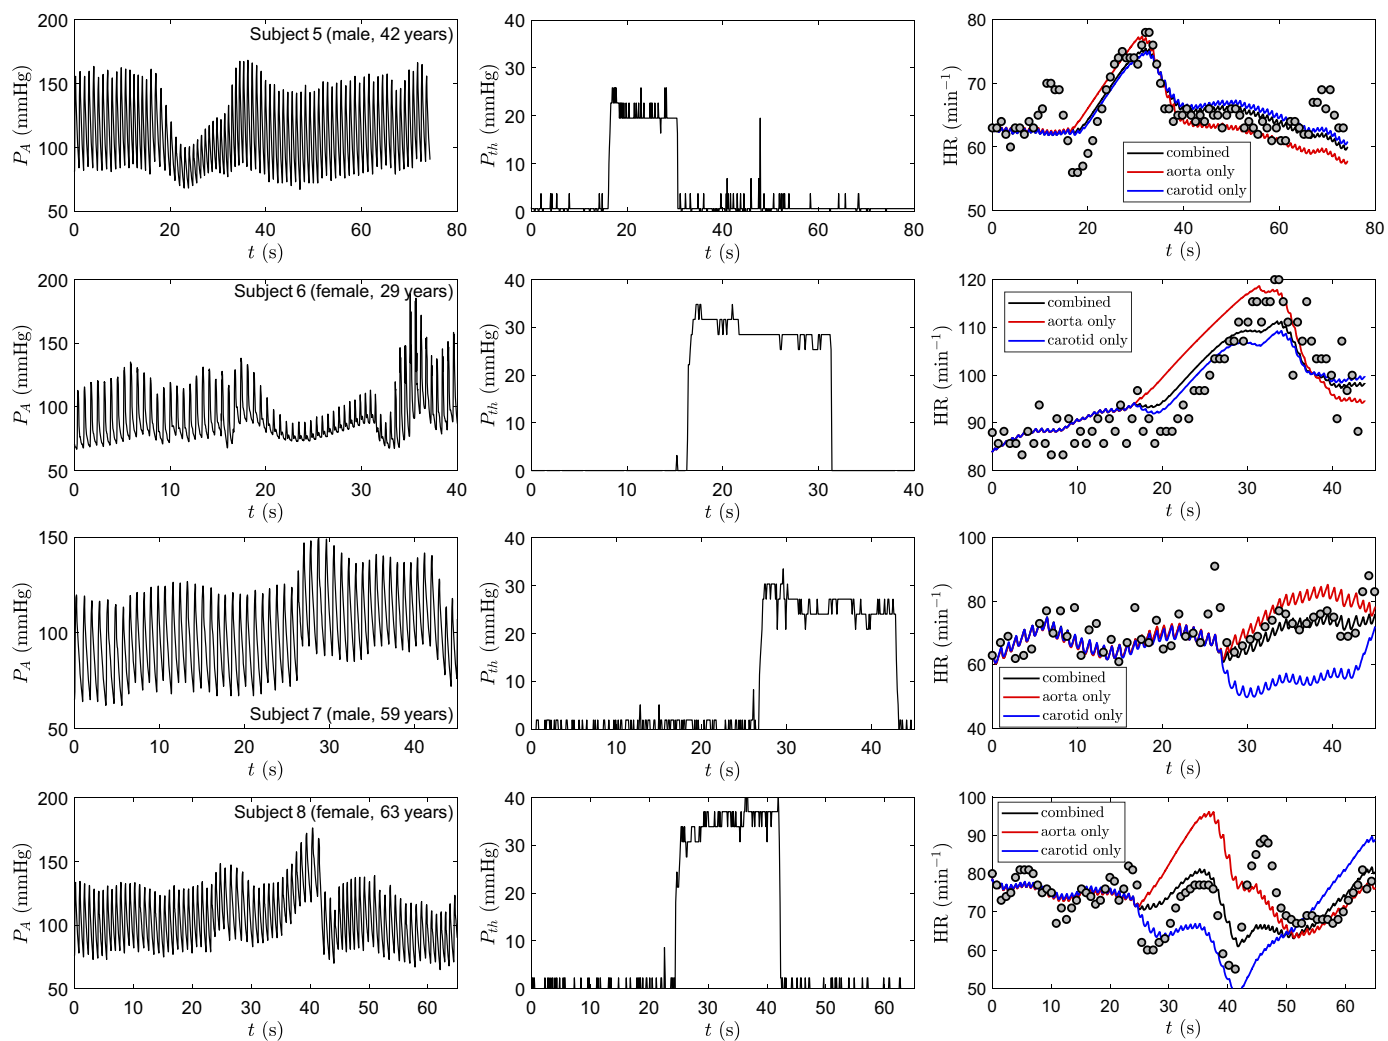 200
150
100
50
0 10 20 30 40 50 60 70 80
P_A (mmHg)
t (s)
Subject 5 (male, 42 years)
40
30
20
10
0
0 20 40 60 80
P_th (mmHg)
t (s)
80
70
60
50
0 20 40 60 80
HR (min⁻¹)
t (s)
combined
aorta only
carotid only
200
150
100
50
0 10 20 30 40
P_A (mmHg)
t (s)
Subject 6 (female, 29 years)
40
30
20
10
0
0 10 20 30 40
P_th (mmHg)
t (s)
120
110
100
90
80
0 10 20 30 40
HR (min⁻¹)
t (s)
combined
aorta only
carotid only
150
100
50
0 10 20 30 40
P_A (mmHg)
t (s)
Subject 7 (male, 59 years)
40
30
20
10
0
0 10 20 30 40
P_th (mmHg)
t (s)
100
80
60
40
0 10 20 30 40
HR (min⁻¹)
t (s)
combined
aorta only
carotid only
200
150
100
50
0 10 20 30 40 50 60
P_A (mmHg)
t (s)
Subject 8 (female, 63 years)
40
30
20
10
0
0 10 20 30 40 50 60
P_th (mmHg)
t (s)
100
90
80
70
60
50
0 10 20 30 40 50 60
HR (min⁻¹)
t (s)
combined
aorta only
carotid only